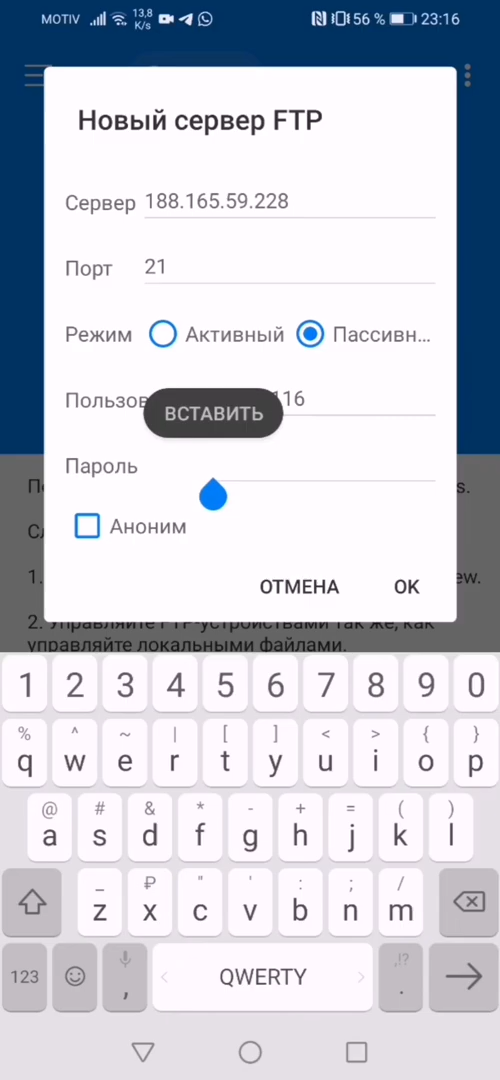 MOTIV 13,8 K/s 56 % 23:16
Новый сервер FTP
Сервер 188.165.59.228
Порт 21
Режим Активный Пассивн...
116
ВСТАВИТЬ
Пароль
Аноним
s.
ОТМЕНА OK
1. ew.
2. Управляйте FTP-устройствами так же, как
управляйте локальными файлами.
1 2 3 4 5 6 7 8 9 0
% ^ ~ | [ ] < > { }
q w e r t y u i o p
@ # & * - + = ( )
a s d f g h j k l
_ ₽ " ' : ; /
z x c v b n m
123 , QWERTY ,!? .